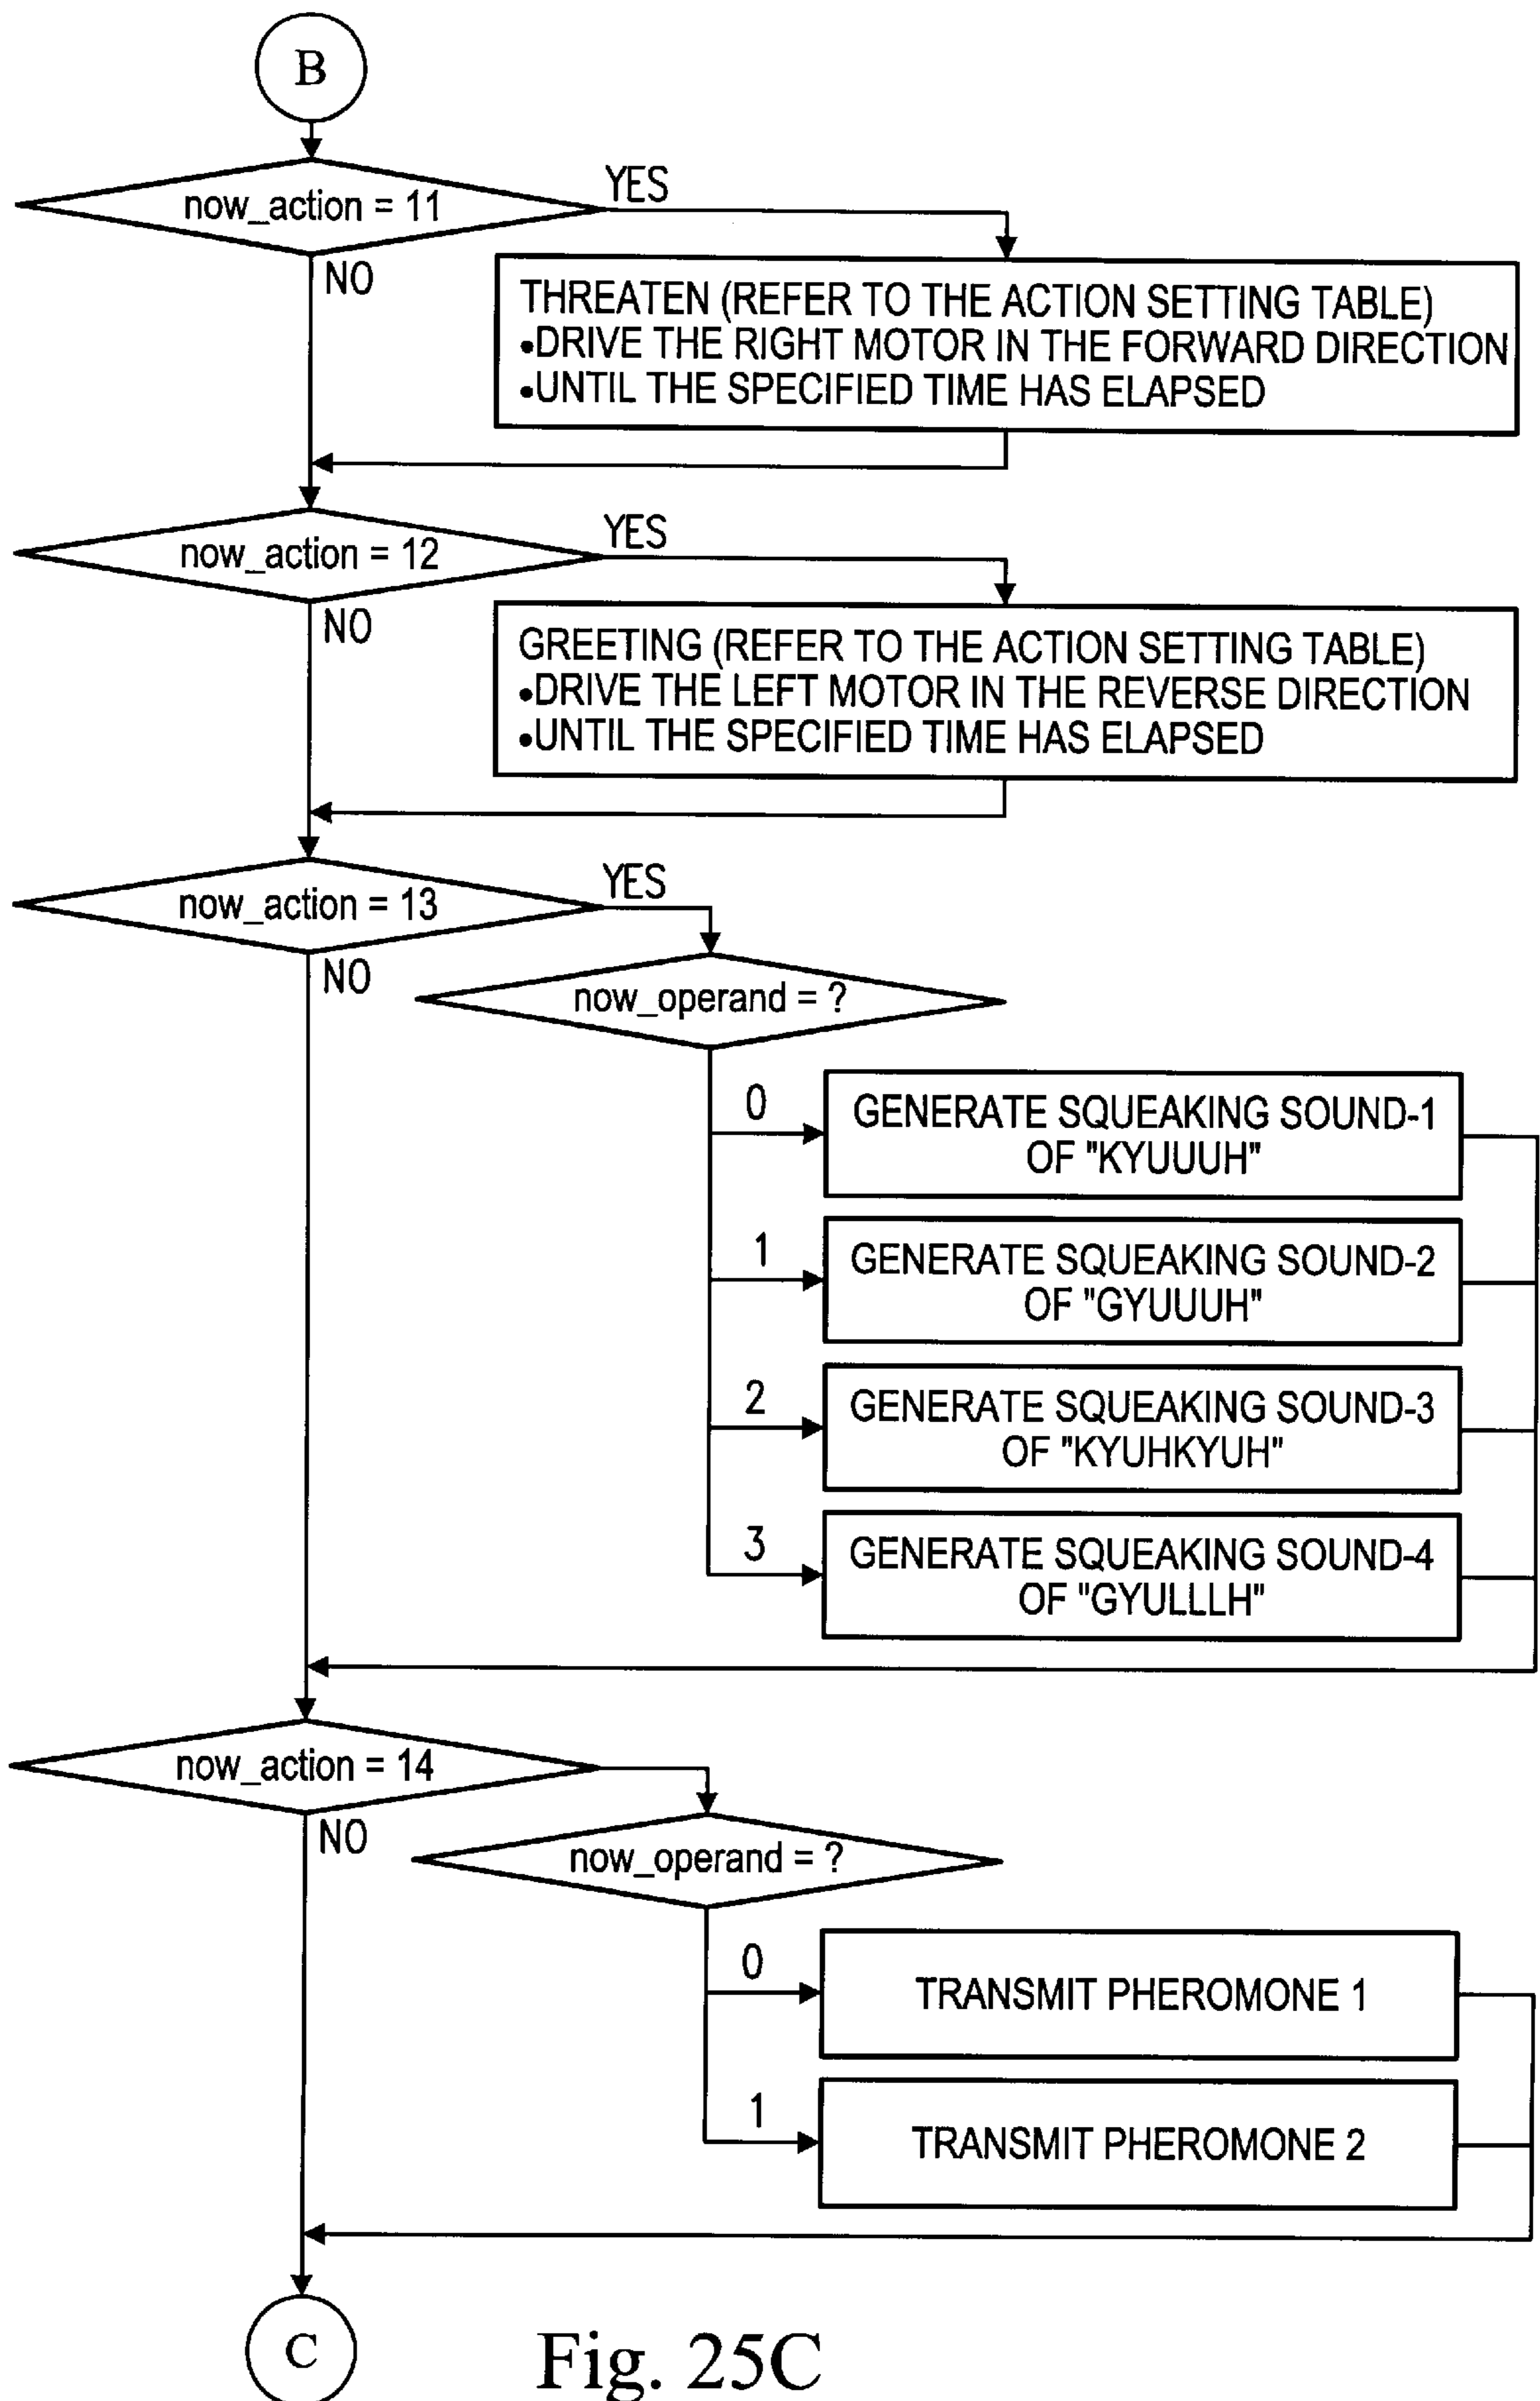 B
now_action = 11
YES
NO
THREATEN (REFER TO THE ACTION SETTING TABLE)
•DRIVE THE RIGHT MOTOR IN THE FORWARD DIRECTION
•UNTIL THE SPECIFIED TIME HAS ELAPSED
now_action = 12
YES
NO
GREETING (REFER TO THE ACTION SETTING TABLE)
•DRIVE THE LEFT MOTOR IN THE REVERSE DIRECTION
•UNTIL THE SPECIFIED TIME HAS ELAPSED
now_action = 13
YES
NO
now_operand = ?
0
GENERATE SQUEAKING SOUND-1
OF "KYUUUH"
1
GENERATE SQUEAKING SOUND-2
OF "GYUUUH"
2
GENERATE SQUEAKING SOUND-3
OF "KYUHKYUH"
3
GENERATE SQUEAKING SOUND-4
OF "GYULLLH"
now_action = 14
NO
now_operand = ?
0
TRANSMIT PHEROMONE 1
1
TRANSMIT PHEROMONE 2
C
Fig. 25C